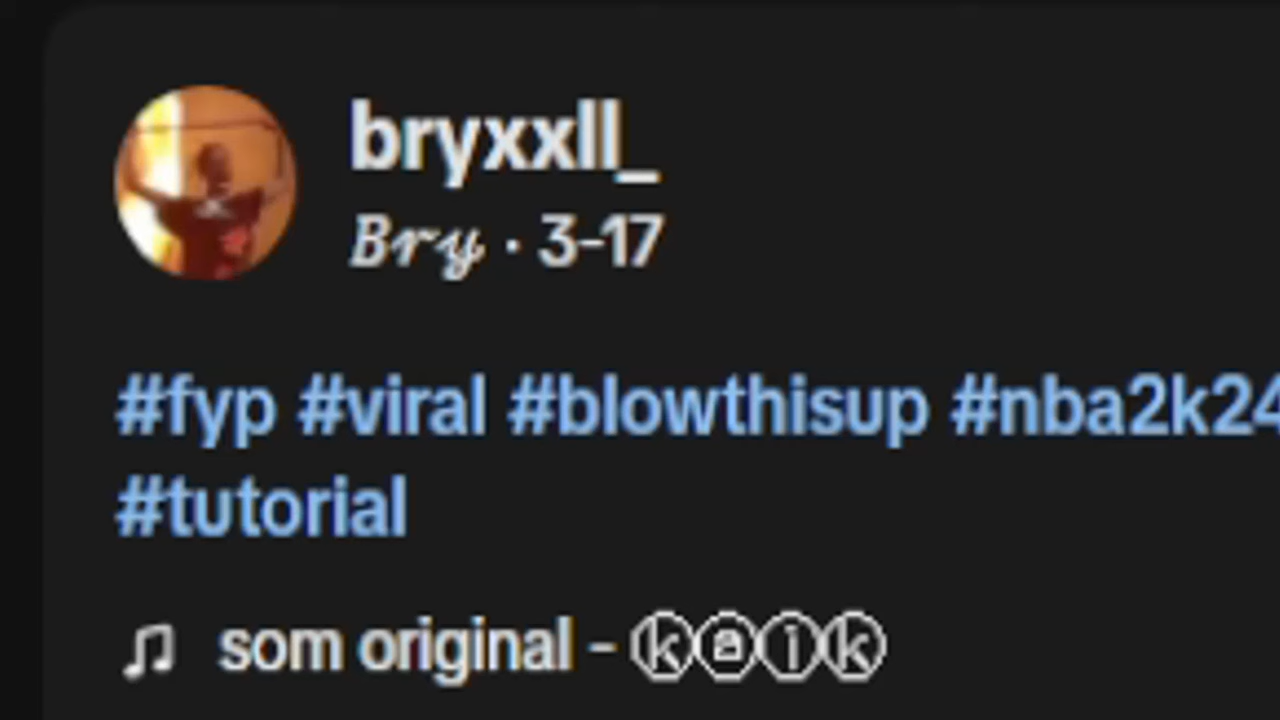 bryxxll_
𝓑𝓻𝔂 · 3-17
#fyp #viral #blowthisup #nba2k24
#tutorial
♫ som original - ⓚⓐⓘⓚ